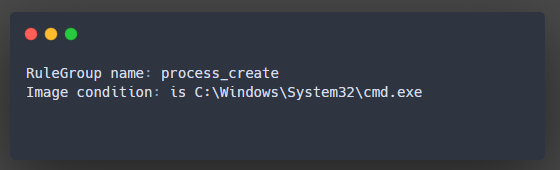 RuleGroup name: process_create
Image condition: is C:\Windows\System32\cmd.exe